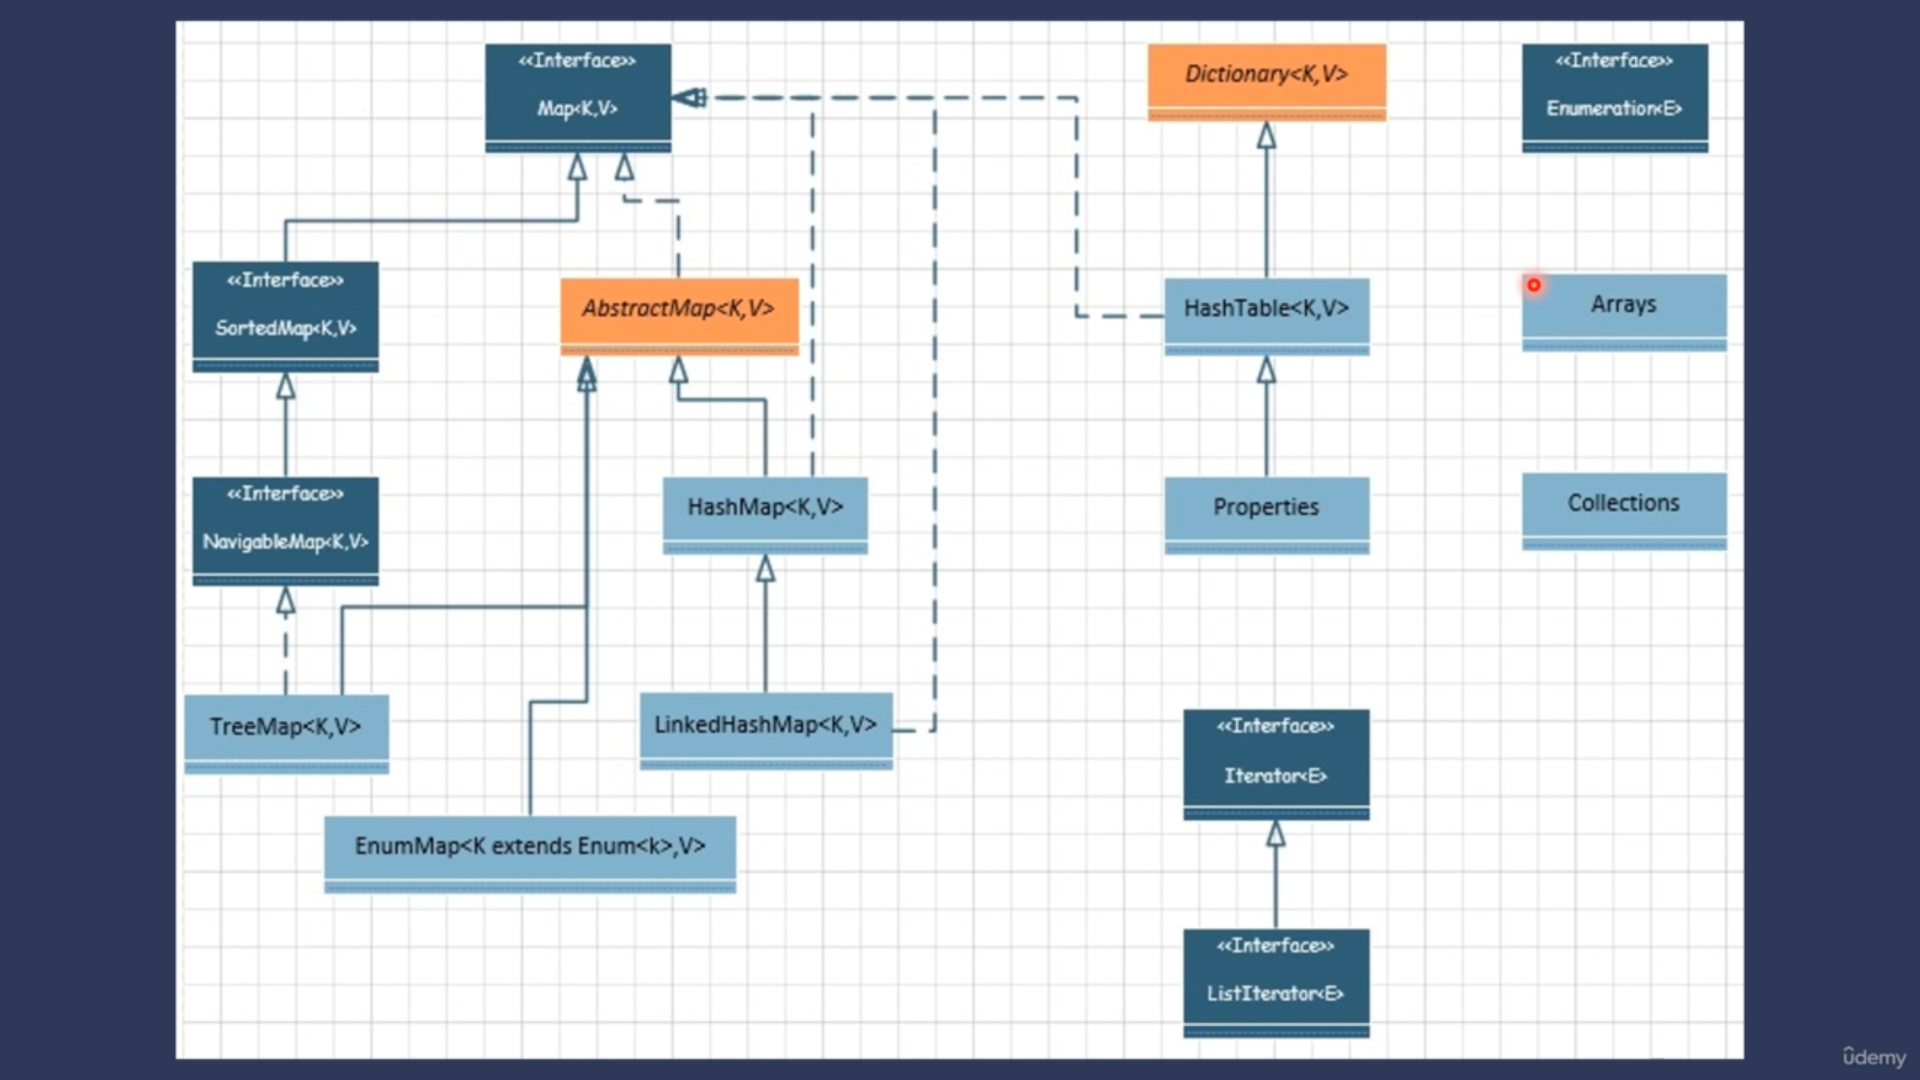 <<Interface>>
Map<K,V>
Dictionary<K,V>
<<Interface>>
Enumeration<E>
<<Interface>>
SortedMap<K,V>
AbstractMap<K,V>
HashTable<K,V>
Arrays
<<Interface>>
NavigableMap<K,V>
HashMap<K,V>
Properties
Collections
TreeMap<K,V>
LinkedHashMap<K,V>
<<Interface>>
Iterator<E>
EnumMap<K extends Enum<k>,V>
<<Interface>>
ListIterator<E>
ûdemy